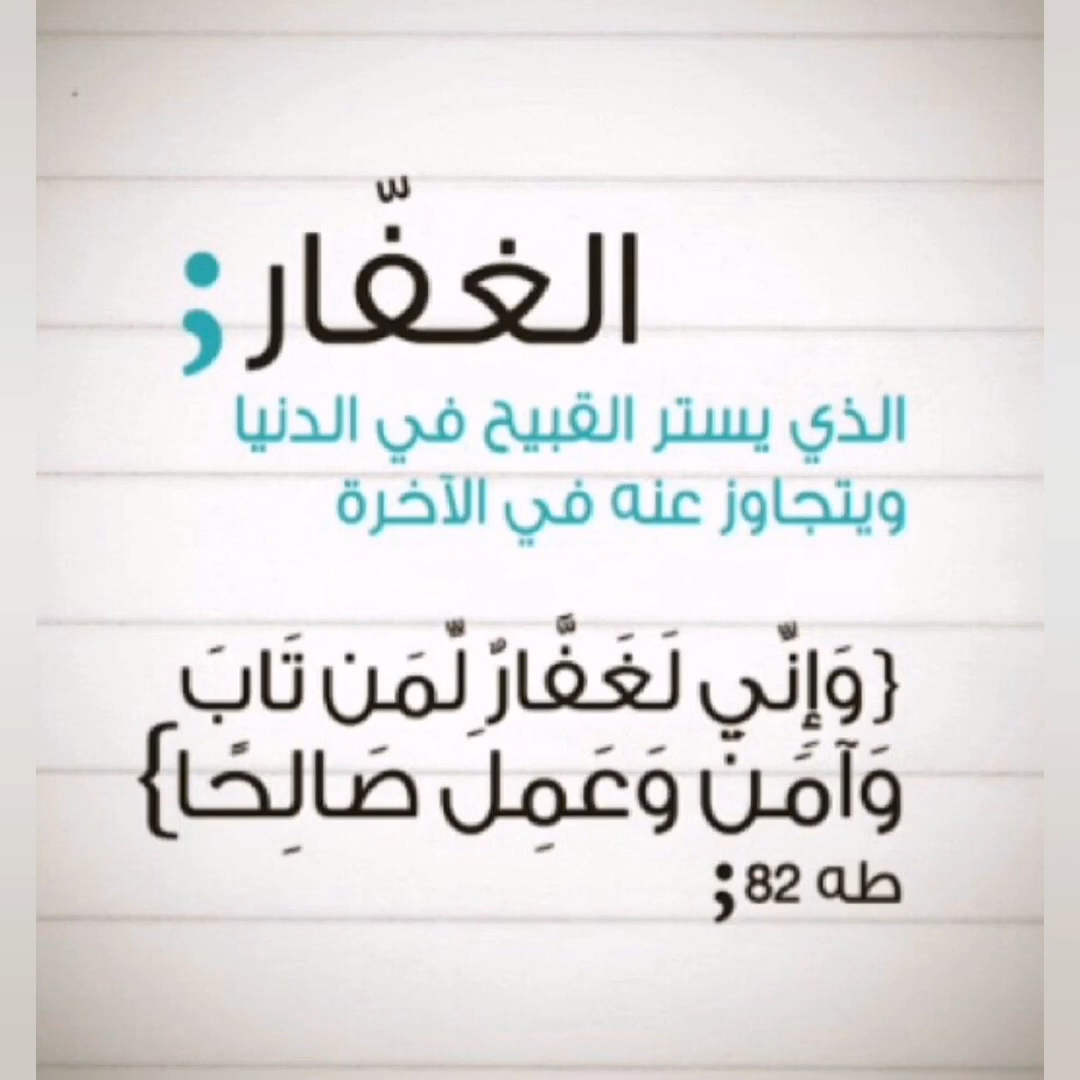 الغفّار;
الذي يستر القبيح في الدنيا
ويتجاوز عنه في الآخرة
{وَإِنِّي لَغَفَّارٌ لِّمَن تَابَ
وَآمَنَ وَعَمِلَ صَالِحًا}
طه 82;